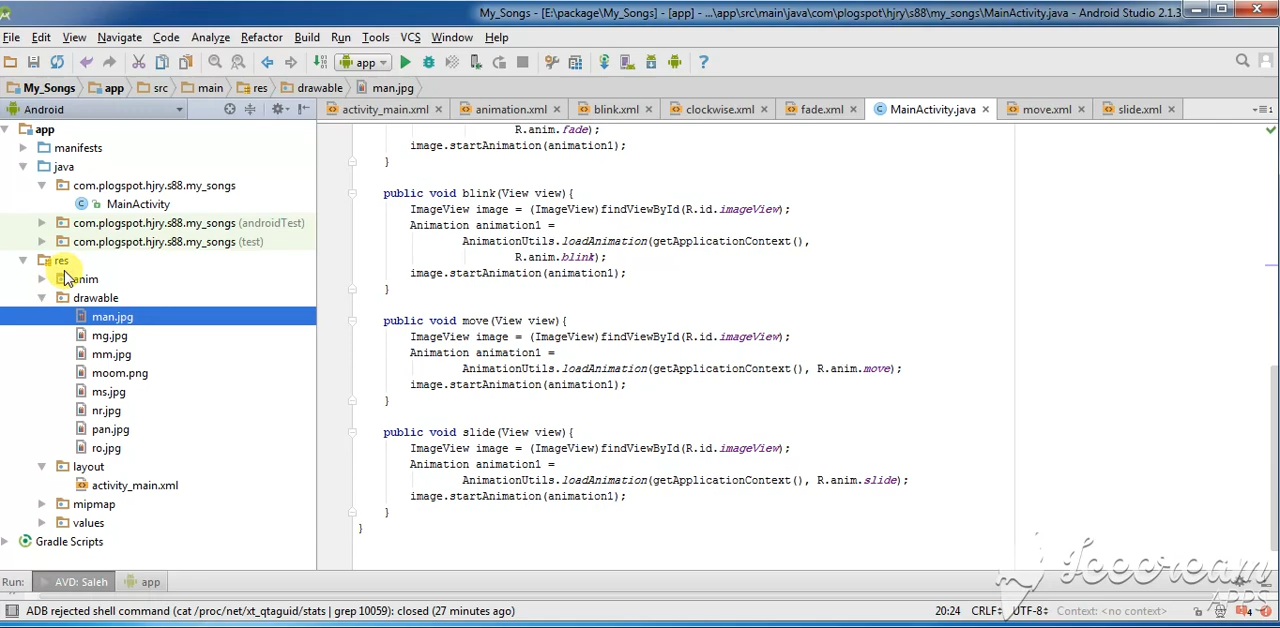 My_Songs - [E:\package\My_Songs] - [app] - ...\app\src\main\java\com\plogspot\hjry\s88\my_songs\MainActivity.java - Android Studio 2.1.3
File Edit View Navigate Code Analyze Refactor Build Run Tools VCS Window Help
app
My_Songs app src main res drawable man.jpg
Android
activity_main.xml animation.xml blink.xml clockwise.xml fade.xml MainActivity.java move.xml slide.xml
app
manifests
java
com.plogspot.hjry.s88.my_songs
MainActivity
com.plogspot.hjry.s88.my_songs (androidTest)
com.plogspot.hjry.s88.my_songs (test)
res
anim
drawable
man.jpg
mg.jpg
mm.jpg
moom.png
ms.jpg
nr.jpg
pan.jpg
ro.jpg
layout
activity_main.xml
mipmap
values
Gradle Scripts
R.anim.fade);
image.startAnimation(animation1);
}
public void blink(View view){
ImageView image = (ImageView)findViewById(R.id.imageView);
Animation animation1 =
AnimationUtils.loadAnimation(getApplicationContext(),
R.anim.blink);
image.startAnimation(animation1);
}
public void move(View view){
ImageView image = (ImageView)findViewById(R.id.imageView);
Animation animation1 =
AnimationUtils.loadAnimation(getApplicationContext(), R.anim.move);
image.startAnimation(animation1);
}
public void slide(View view){
ImageView image = (ImageView)findViewById(R.id.imageView);
Animation animation1 =
AnimationUtils.loadAnimation(getApplicationContext(), R.anim.slide);
image.startAnimation(animation1);
}
}
Run: AVD: Saleh app
Icecream
APPS
ADB rejected shell command (cat /proc/net/xt_qtaguid/stats | grep 10059): closed (27 minutes ago)
20:24 CRLF UTF-8 Context: <no context>